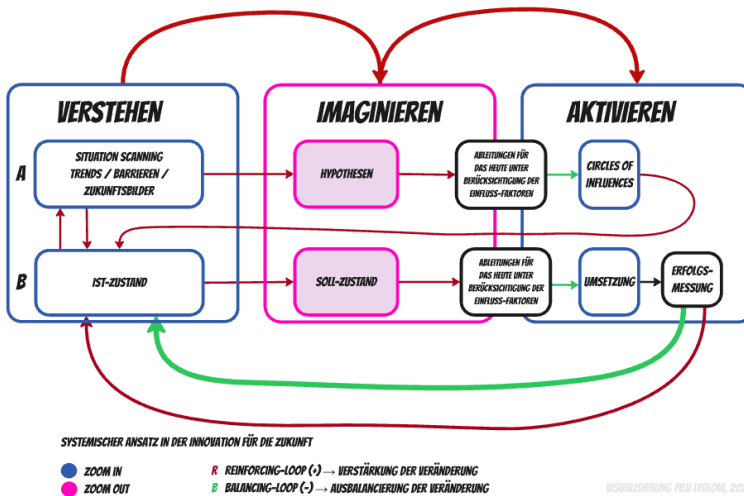 VERSTEHEN
IMAGINIEREN
AKTIVIEREN
A
SITUATION SCANNING
TRENDS / BARRIEREN /
ZUKUNFTSBILDER
HYPOTHESEN
ABLEITUNGEN FÜR
DAS HEUTE UNTER
BERÜCKSICHTIGUNG DER
EINFLUSS-FAKTOREN
CIRCLES OF
INFLUENCES
B
IST-ZUSTAND
SOLL-ZUSTAND
ABLEITUNGEN FÜR
DAS HEUTE UNTER
BERÜCKSICHTIGUNG DER
EINFLUSS-FAKTOREN
UMSETZUNG
ERFOLGS-
MESSUNG
SYSTEMISCHER ANSATZ IN DER INNOVATION FÜR DIE ZUKUNFT
ZOOM IN
R REINFORCING-LOOP (+) → VERSTÄRKUNG DER VERÄNDERUNG
ZOOM OUT
B BALANCING-LOOP (-) → AUSBALANCIERUNG DER VERÄNDERUNG
VISUALISIERUNG